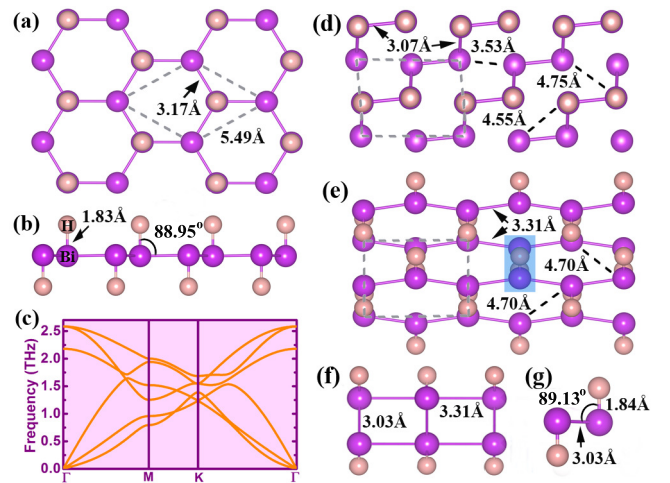 (a)
3.17Å
5.49Å
(b)
H
1.83Å
88.95°
Bi
(c)
Frequency (THz)
2.5
2.0
1.5
1.0
0.5
0.0
Γ
M
K
Γ
(d)
3.07Å
3.53Å
4.75Å
4.55Å
(e)
3.31Å
4.70Å
4.70Å
(f)
3.03Å
3.31Å
(g)
89.13°
1.84Å
3.03Å